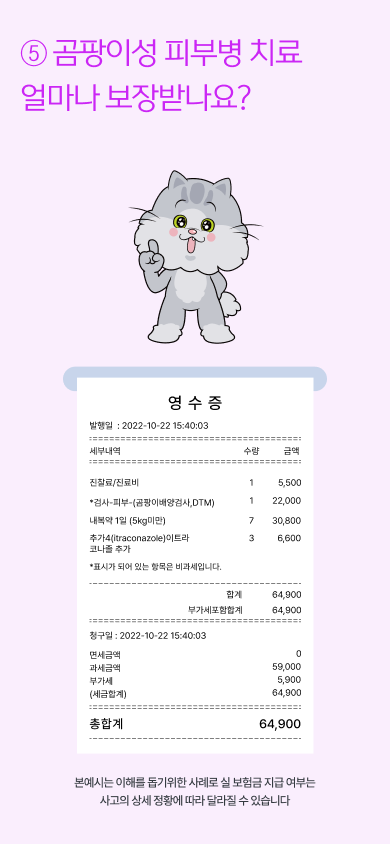 ⑤ 곰팡이성 피부병 치료
얼마나 보장받나요?
영 수 증
발행일 : 2022-10-22 15:40:03
세부내역 수량 금액
진찰료/진료비 1 5,500
*검사-피부-(곰팡이배양검사,DTM) 1 22,000
내복약 1일 (5kg미만) 7 30,800
추가4(itraconazole)이트라 3 6,600
코나졸 추가
*표시가 되어 있는 항목은 비과세입니다.
합계 64,900
부가세포함합계 64,900
청구일 : 2022-10-22 15:40:03
면세금액 0
과세금액 59,000
부가세 5,900
(세금합계) 64,900
총합계 64,900
본예시는 이해를 돕기위한 사례로 실 보험금 지급 여부는
사고의 상세 정황에 따라 달라질 수 있습니다